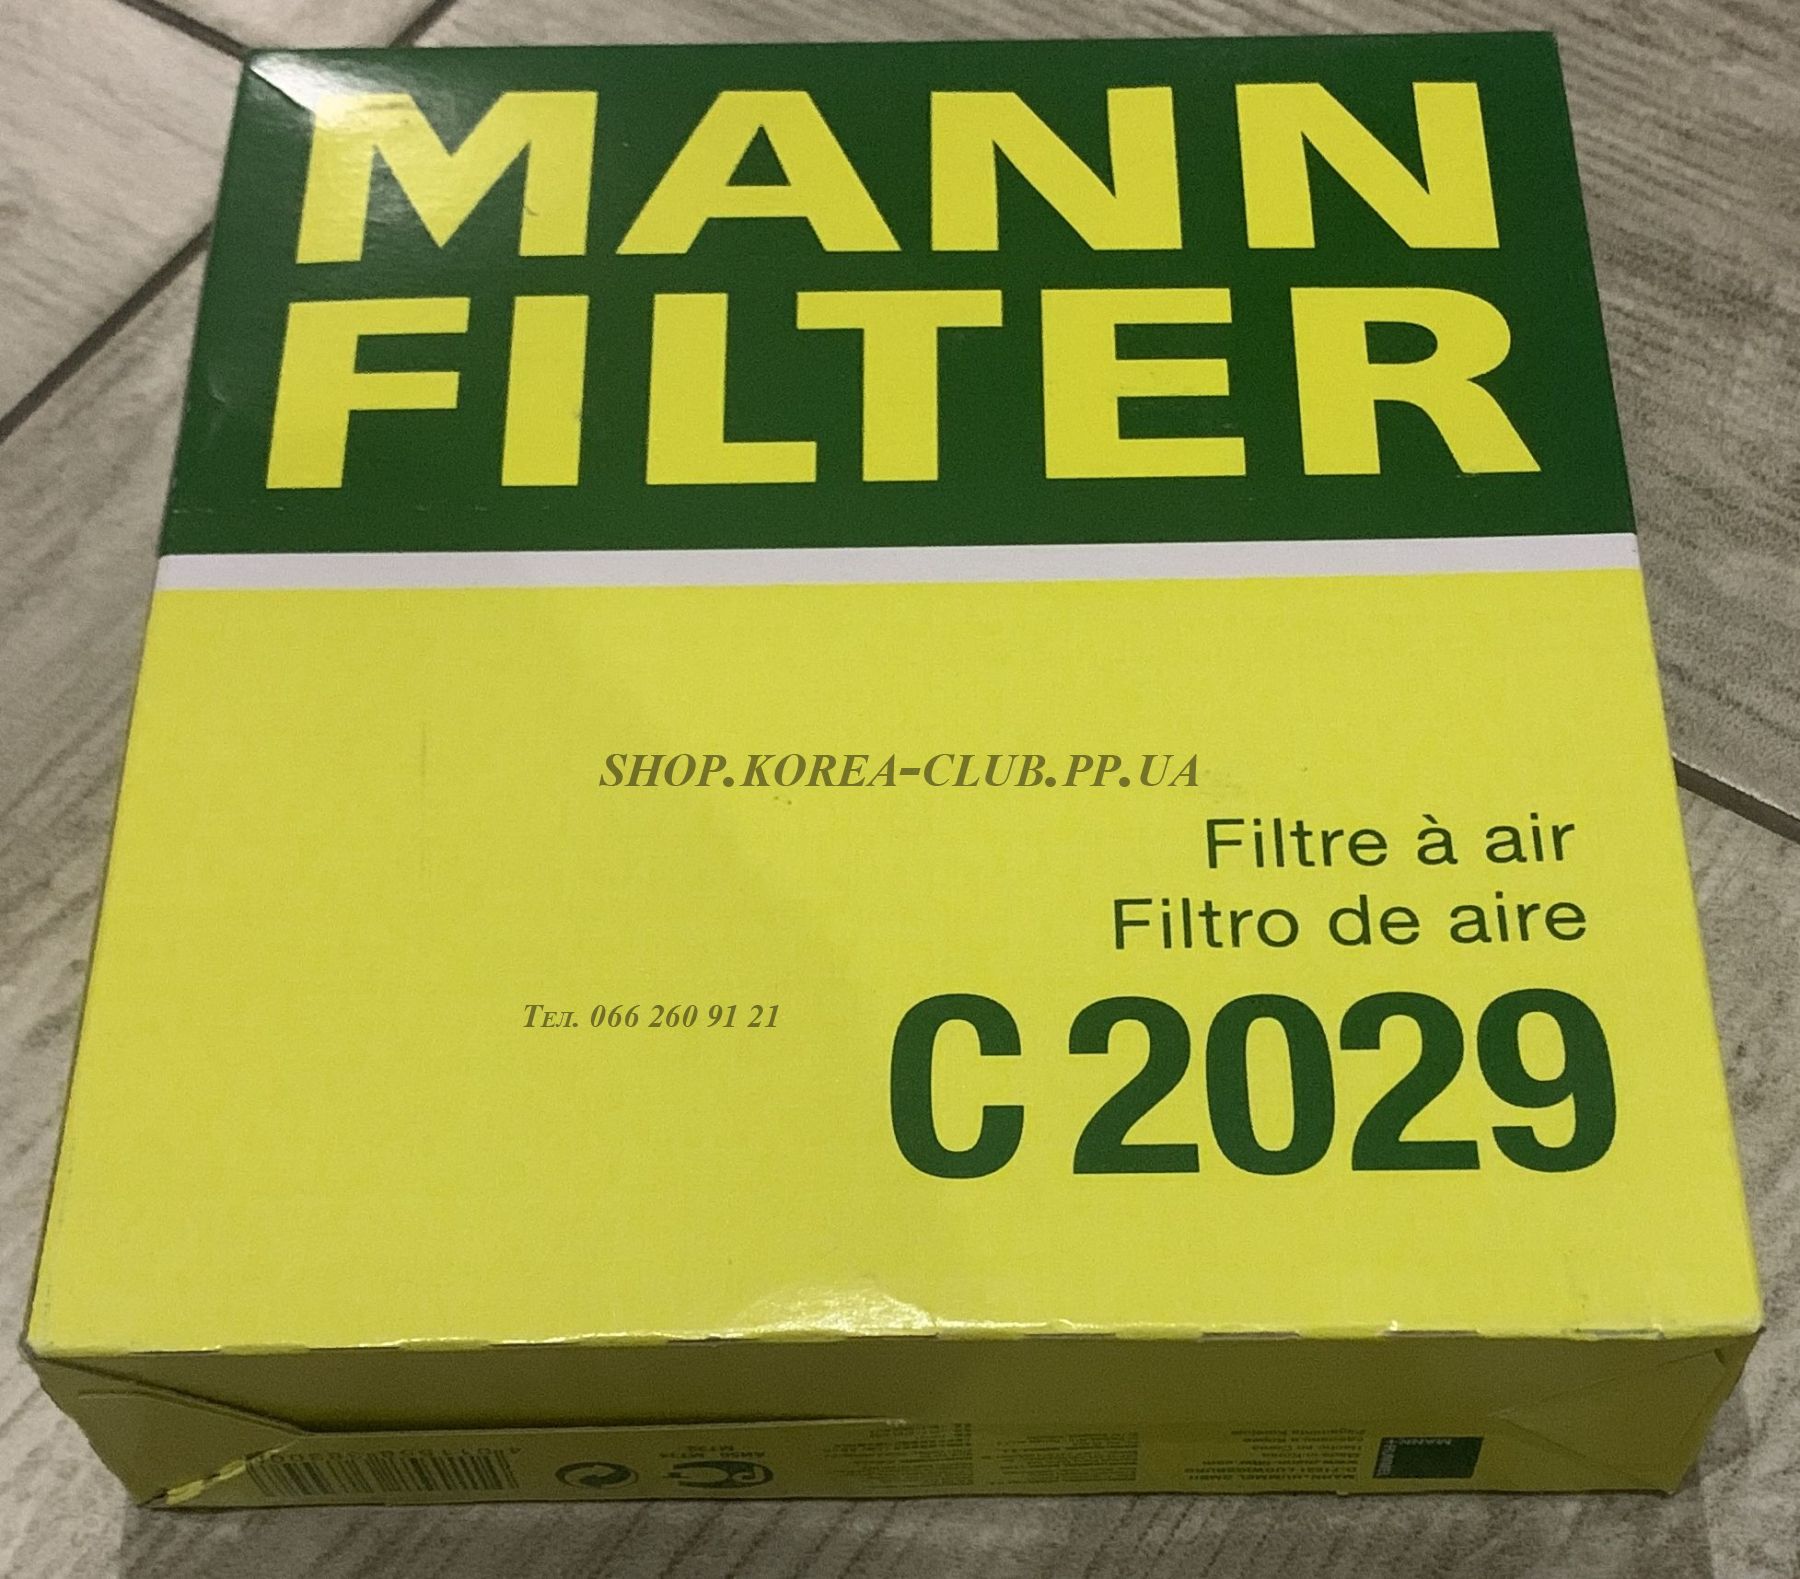 MANN
FILTER
SHOP.KOREA-CLUB.PP.UA
Filtre à air
Filtro de aire
Тел. 066 260 91 21
C 2029